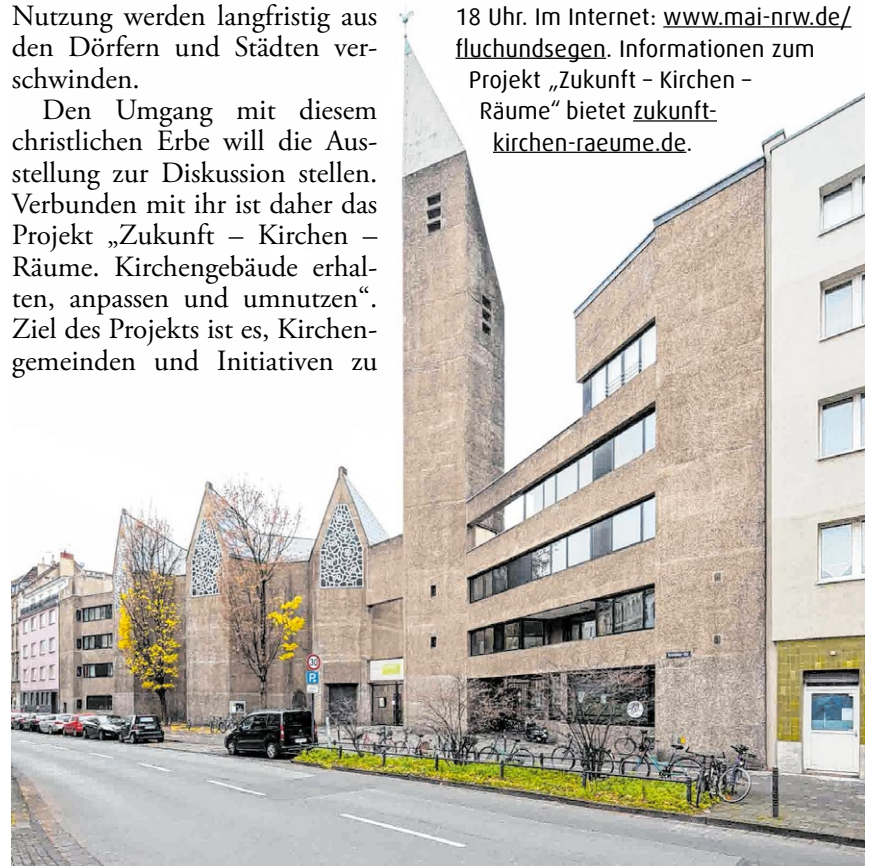 Nutzung werden langfristig aus
den Dörfern und Städten ver-
schwinden.
Den Umgang mit diesem
christlichen Erbe will die Aus-
stellung zur Diskussion stellen.
Verbunden mit ihr ist daher das
Projekt „Zukunft – Kirchen –
Räume. Kirchengebäude erhal-
ten, anpassen und umnutzen“.
Ziel des Projekts ist es, Kirchen-
gemeinden und Initiativen zu
18 Uhr. Im Internet: www.mai-nrw.de/
fluchundsegen. Informationen zum
Projekt „Zukunft – Kirchen –
Räume“ bietet zukunft-
kirchen-raeume.de.
30
P